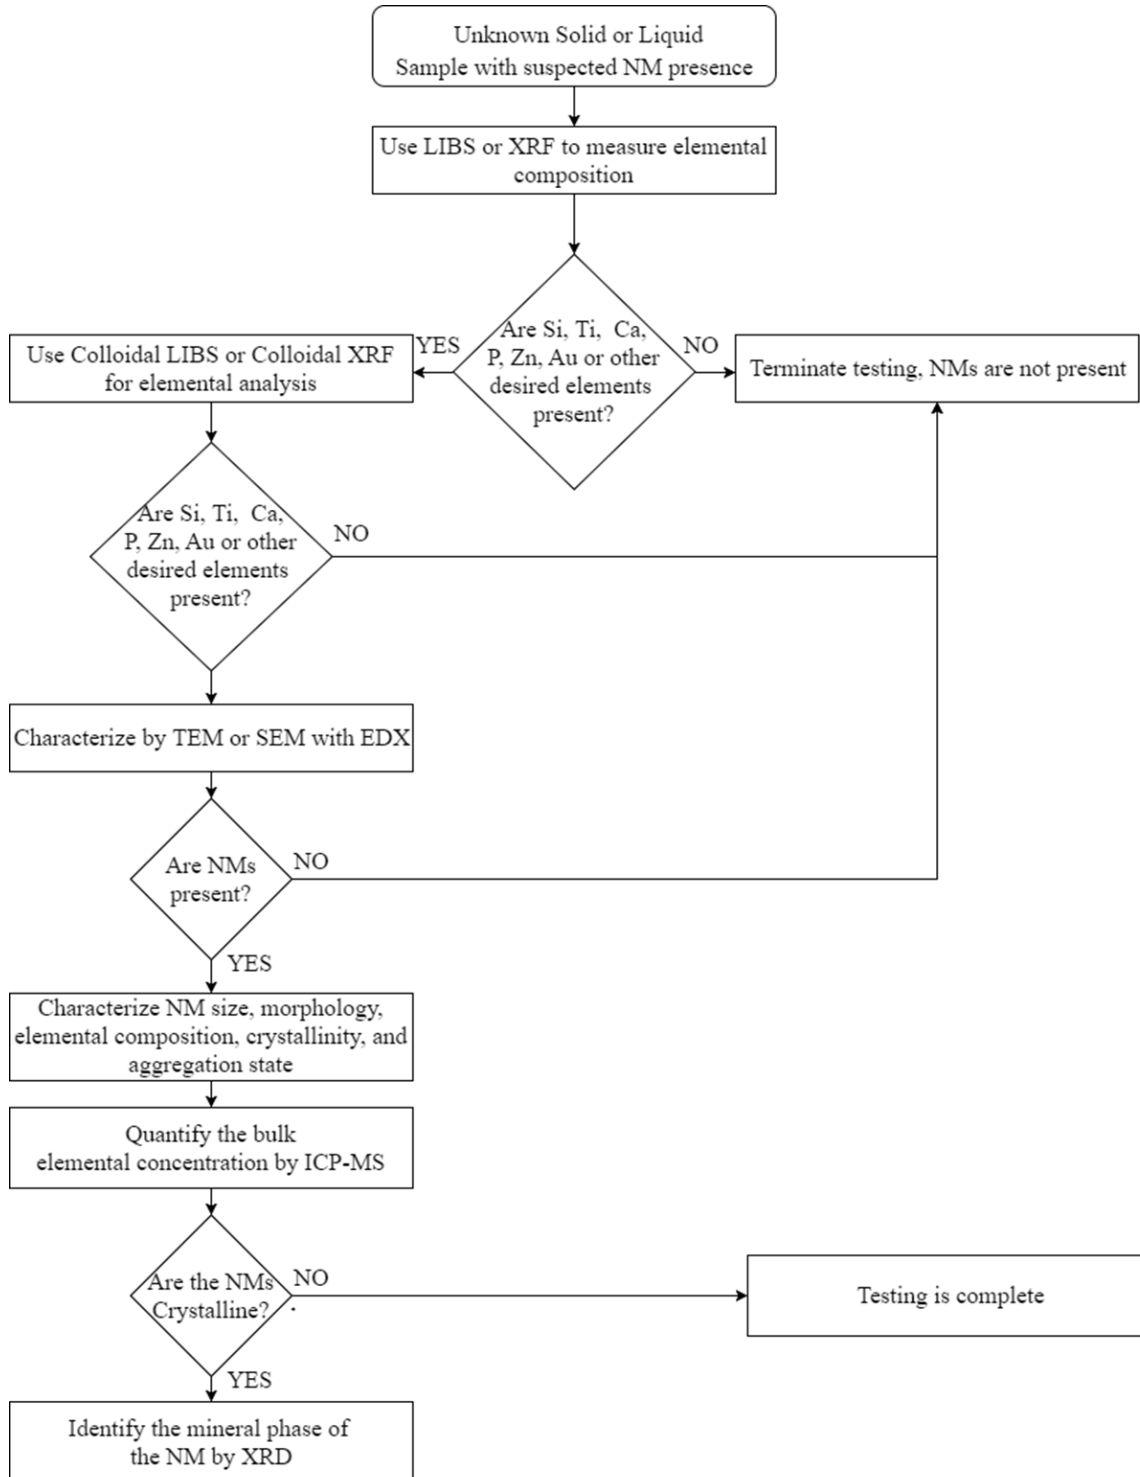 Unknown Solid or Liquid
Sample with suspected NM presence
Use LIBS or XRF to measure elemental
composition
Are Si, Ti, Ca,
P, Zn, Au or other
desired elements
present?
YES
NO
Use Colloidal LIBS or Colloidal XRF
for elemental analysis
Terminate testing, NMs are not present
Are Si, Ti, Ca,
P, Zn, Au or other
desired elements
present?
NO
Characterize by TEM or SEM with EDX
Are NMs
present?
NO
YES
Characterize NM size, morphology,
elemental composition, crystallinity, and
aggregation state
Quantify the bulk
elemental concentration by ICP-MS
Are the NMs
Crystalline?
NO
Testing is complete
YES
Identify the mineral phase of
the NM by XRD